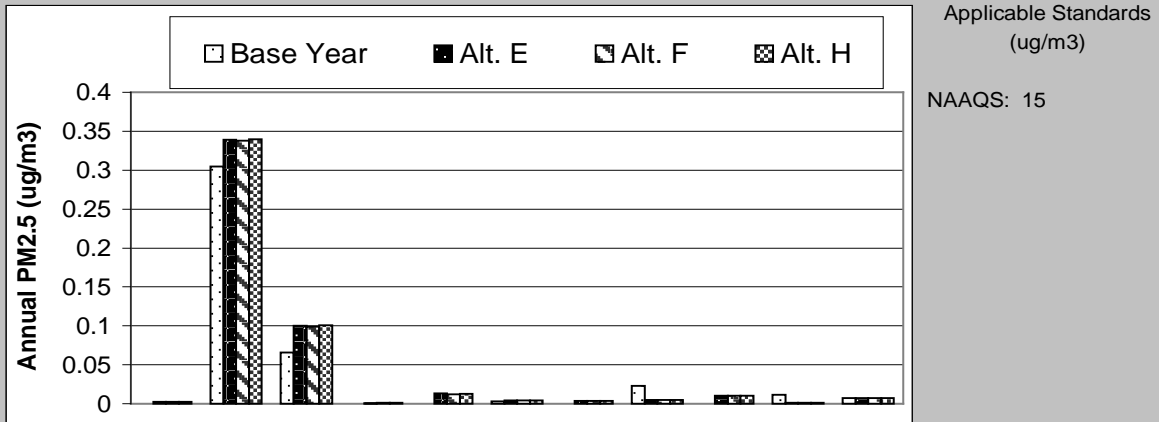 Applicable Standards
(ug/m3)
NAAQS: 15
Base Year Alt. E Alt. F Alt. H
Annual PM2.5 (ug/m3)
0.4
0.35
0.3
0.25
0.2
0.15
0.1
0.05
0